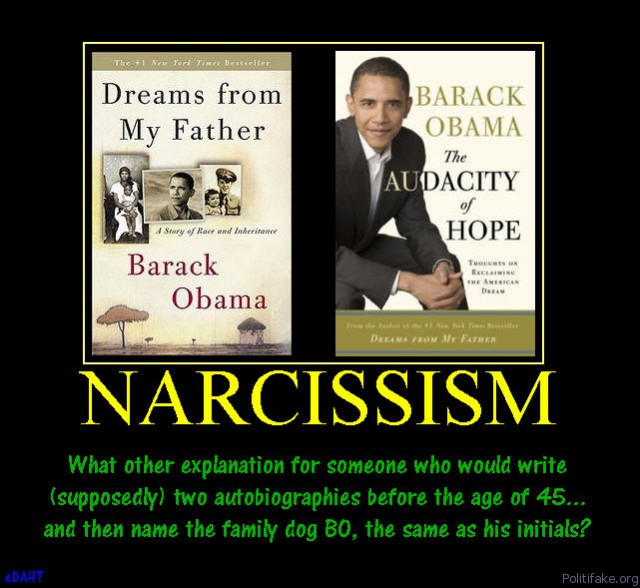 The #1 New York Times Bestseller
Dreams from
My Father
A Story of Race and Inheritance
Barack
Obama
BARACK
OBAMA
The
AUDACITY
of
HOPE
THOUGHTS ON
RECLAIMING
THE AMERICAN
DREAM
From the Author of the #1 New York Times Bestseller
DREAMS FROM MY FATHER
NARCISSISM
What other explanation for someone who would write
(supposedly) two autobiographies before the age of 45...
and then name the family dog BO, the same as his initials?
eDAHT
Politifake.org